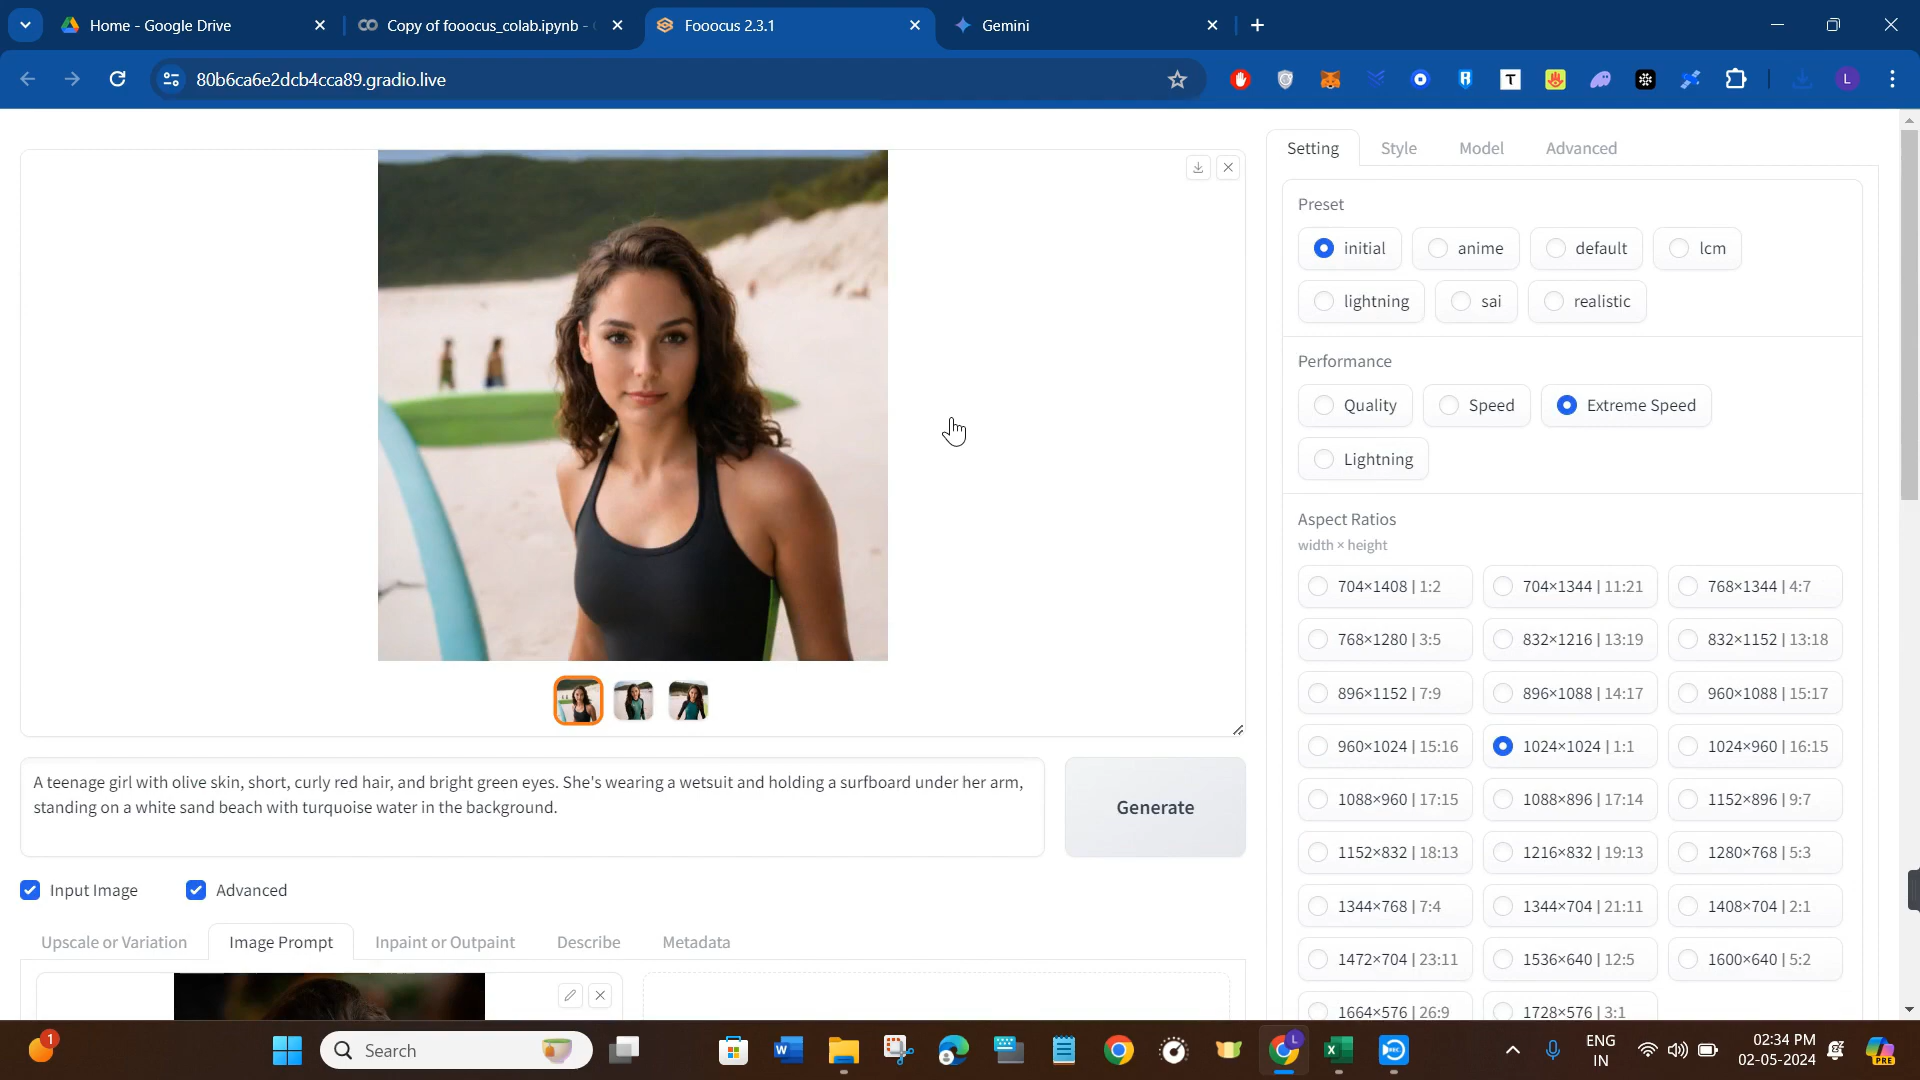 Home - Google Drive
Copy of fooocus_colab.ipynb -
Fooocus 2.3.1
Gemini
80b6ca6e2dcb4cca89.gradio.live
T
L
Setting
Style
Model
Advanced
Preset
initial
anime
default
lcm
lightning
sai
realistic
Performance
Quality
Speed
Extreme Speed
Lightning
Aspect Ratios
width × height
704×1408 | 1:2
704×1344 | 11:21
768×1344 | 4:7
768×1280 | 3:5
832×1216 | 13:19
832×1152 | 13:18
896×1152 | 7:9
896×1088 | 14:17
960×1088 | 15:17
960×1024 | 15:16
1024×1024 | 1:1
1024×960 | 16:15
1088×960 | 17:15
1088×896 | 17:14
1152×896 | 9:7
1152×832 | 18:13
1216×832 | 19:13
1280×768 | 5:3
1344×768 | 7:4
1344×704 | 21:11
1408×704 | 2:1
1472×704 | 23:11
1536×640 | 12:5
1600×640 | 5:2
1664×576 | 26:9
1728×576 | 3:1
A teenage girl with olive skin, short, curly red hair, and bright green eyes. She's wearing a wetsuit and holding a surfboard under her arm,
standing on a white sand beach with turquoise water in the background.
Generate
Input Image
Advanced
Upscale or Variation
Image Prompt
Inpaint or Outpaint
Describe
Metadata
1
Search
L
ENG
IN
02:34 PM
02-05-2024
PRE